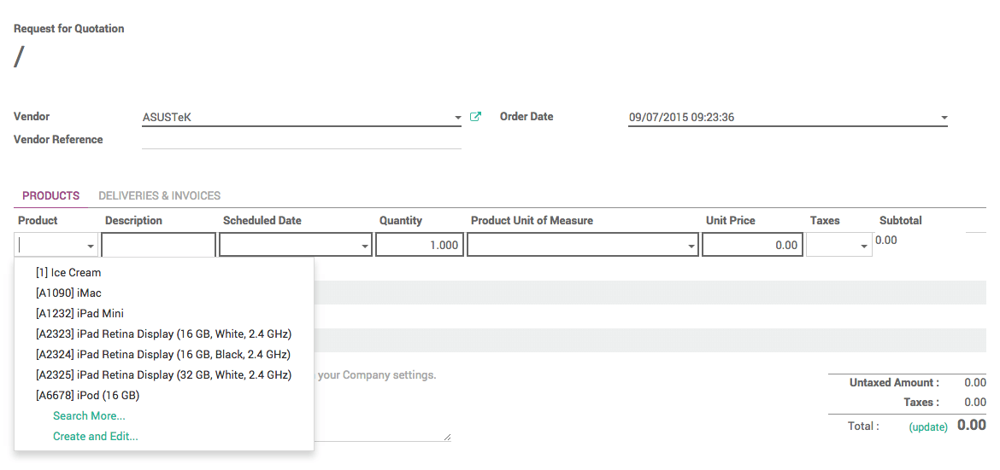 Request for Quotation
/
Vendor ASUSTeK Order Date 09/07/2015 09:23:36
Vendor Reference
PRODUCTS DELIVERIES & INVOICES
Product Description Scheduled Date Quantity Product Unit of Measure Unit Price Taxes Subtotal
1.000 0.00 0.00
[1] Ice Cream
[A1090] iMac
[A1232] iPad Mini
[A2323] iPad Retina Display (16 GB, White, 2.4 GHz)
[A2324] iPad Retina Display (16 GB, Black, 2.4 GHz)
[A2325] iPad Retina Display (32 GB, White, 2.4 GHz)
[A6678] iPod (16 GB)
Search More...
Create and Edit...
your Company settings.
Untaxed Amount : 0.00
Taxes : 0.00
Total : (update) 0.00